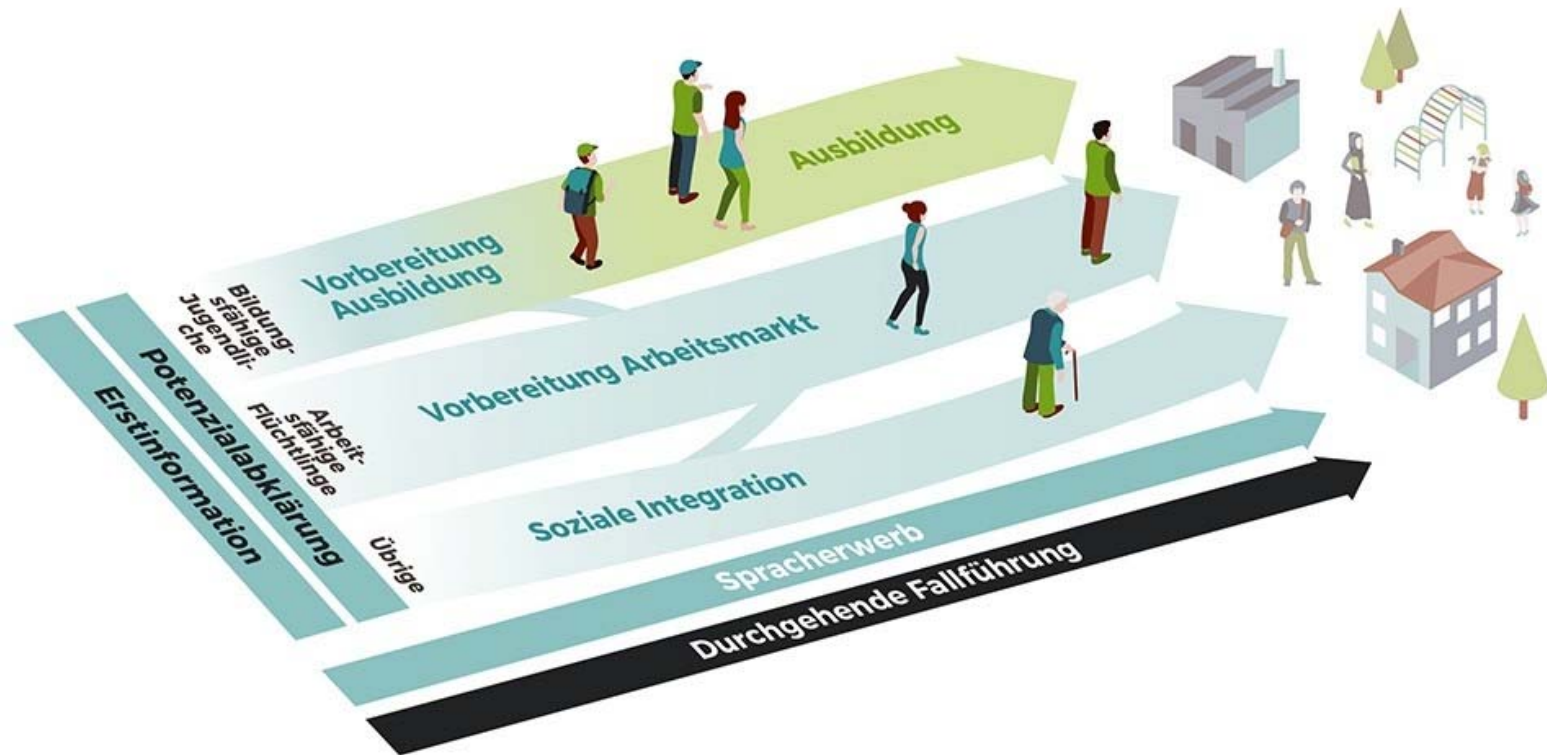 Erstinformation
Potenzialabklärung
Bildung-
sfähige
Jugendli-
che
Vorbereitung
Ausbildung
Ausbildung
Arbeit-
sfähige
Flüchtlinge
Vorbereitung Arbeitsmarkt
Übrige
Soziale Integration
Spracherwerb
Durchgehende Fallführung